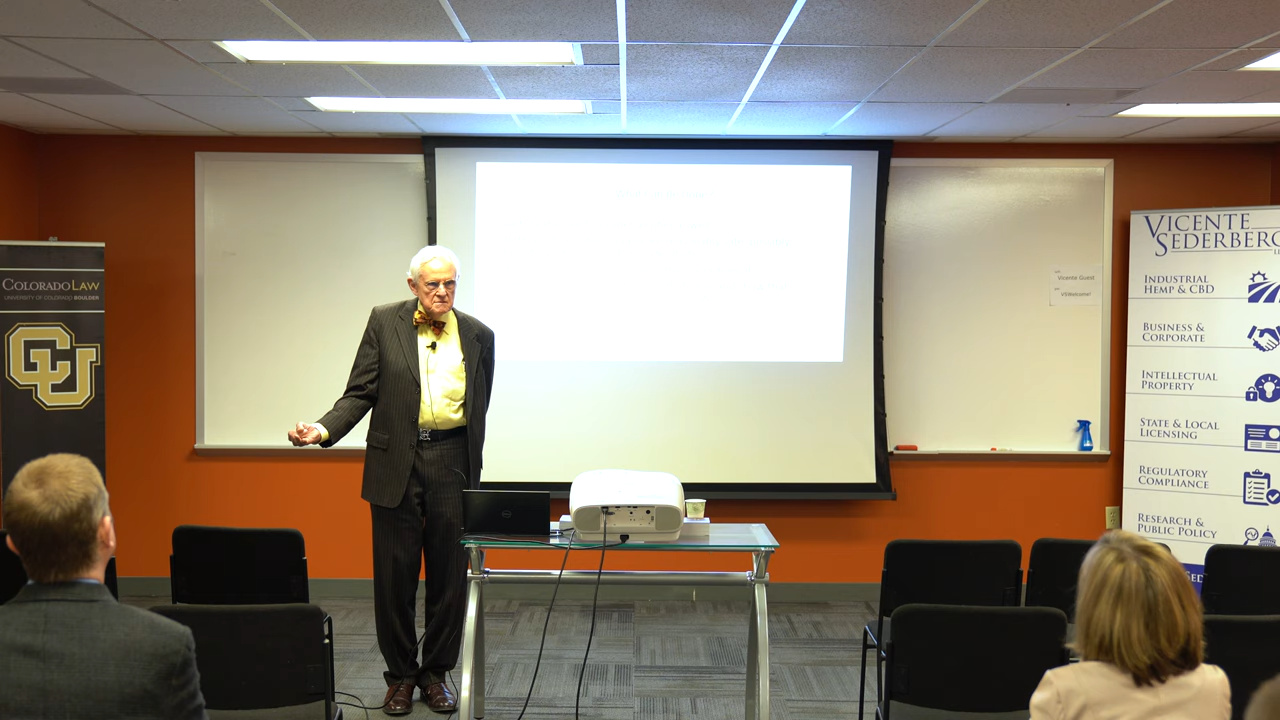 COLORADO LAW
UNIVERSITY OF COLORADO BOULDER
CU
Vicente Guest
VSWelcome!
VICENTE
SEDERBERG
INDUSTRIAL
HEMP & CBD
BUSINESS &
CORPORATE
INTELLECTUAL
PROPERTY
STATE & LOCAL
LICENSING
REGULATORY
COMPLIANCE
RESEARCH &
PUBLIC POLICY